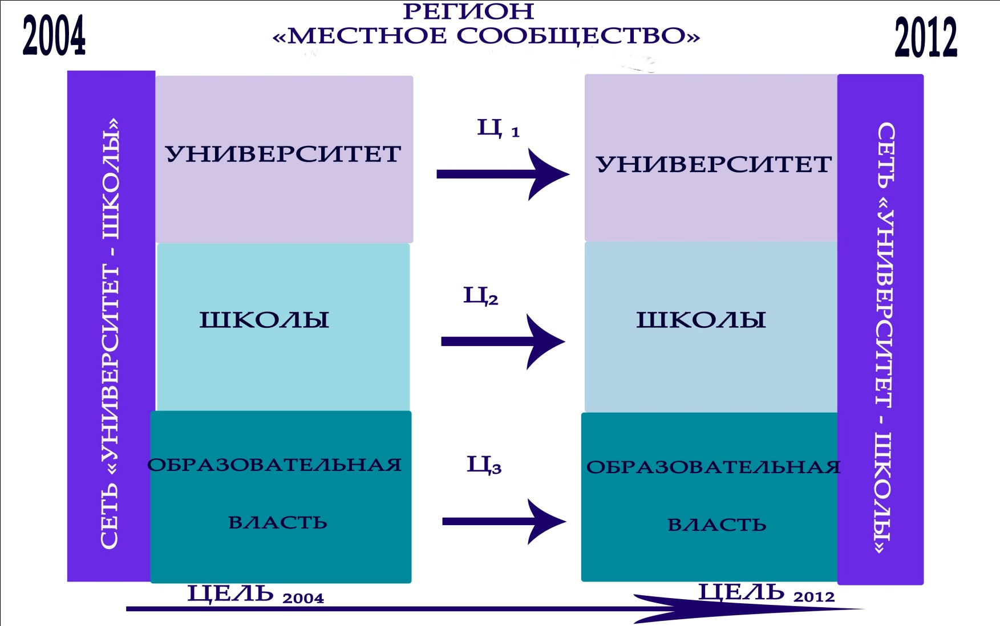 2004
РЕГИОН
«МЕСТНОЕ СООБЩЕСТВО»
2012
СЕТЬ «УНИВЕРСИТЕТ - ШКОЛЫ»
УНИВЕРСИТЕТ
Ц 1
УНИВЕРСИТЕТ
СЕТЬ «УНИВЕРСИТЕТ - ШКОЛЫ»
ШКОЛЫ
Ц2
ШКОЛЫ
ОБРАЗОВАТЕЛЬНАЯ
ВЛАСТЬ
Ц3
ОБРАЗОВАТЕЛЬНАЯ
ВЛАСТЬ
ЦЕЛЬ 2004
ЦЕЛЬ 2012